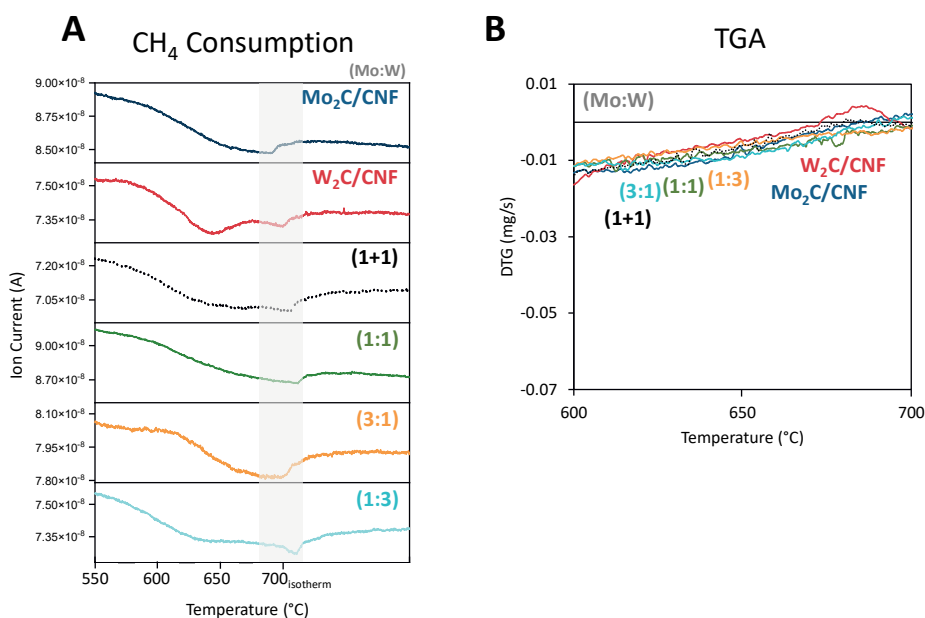 A
CH₄ Consumption
(Mo:W)
Mo₂C/CNF
W₂C/CNF
(1+1)
(1:1)
(3:1)
(1:3)
9.00×10⁻⁸
8.75×10⁻⁸
8.50×10⁻⁸
7.50×10⁻⁸
7.35×10⁻⁸
7.20×10⁻⁸
7.05×10⁻⁸
9.00×10⁻⁸
8.70×10⁻⁸
8.10×10⁻⁸
7.95×10⁻⁸
7.80×10⁻⁸
7.50×10⁻⁸
7.35×10⁻⁸
Ion Current (A)
550 600 650 700isotherm
Temperature (°C)
B
TGA
(Mo:W)
0.01
-0.01
-0.03
-0.05
-0.07
DTG (mg/s)
W₂C/CNF
(3:1) (1:1) (1:3) Mo₂C/CNF
(1+1)
600 650 700
Temperature (°C)